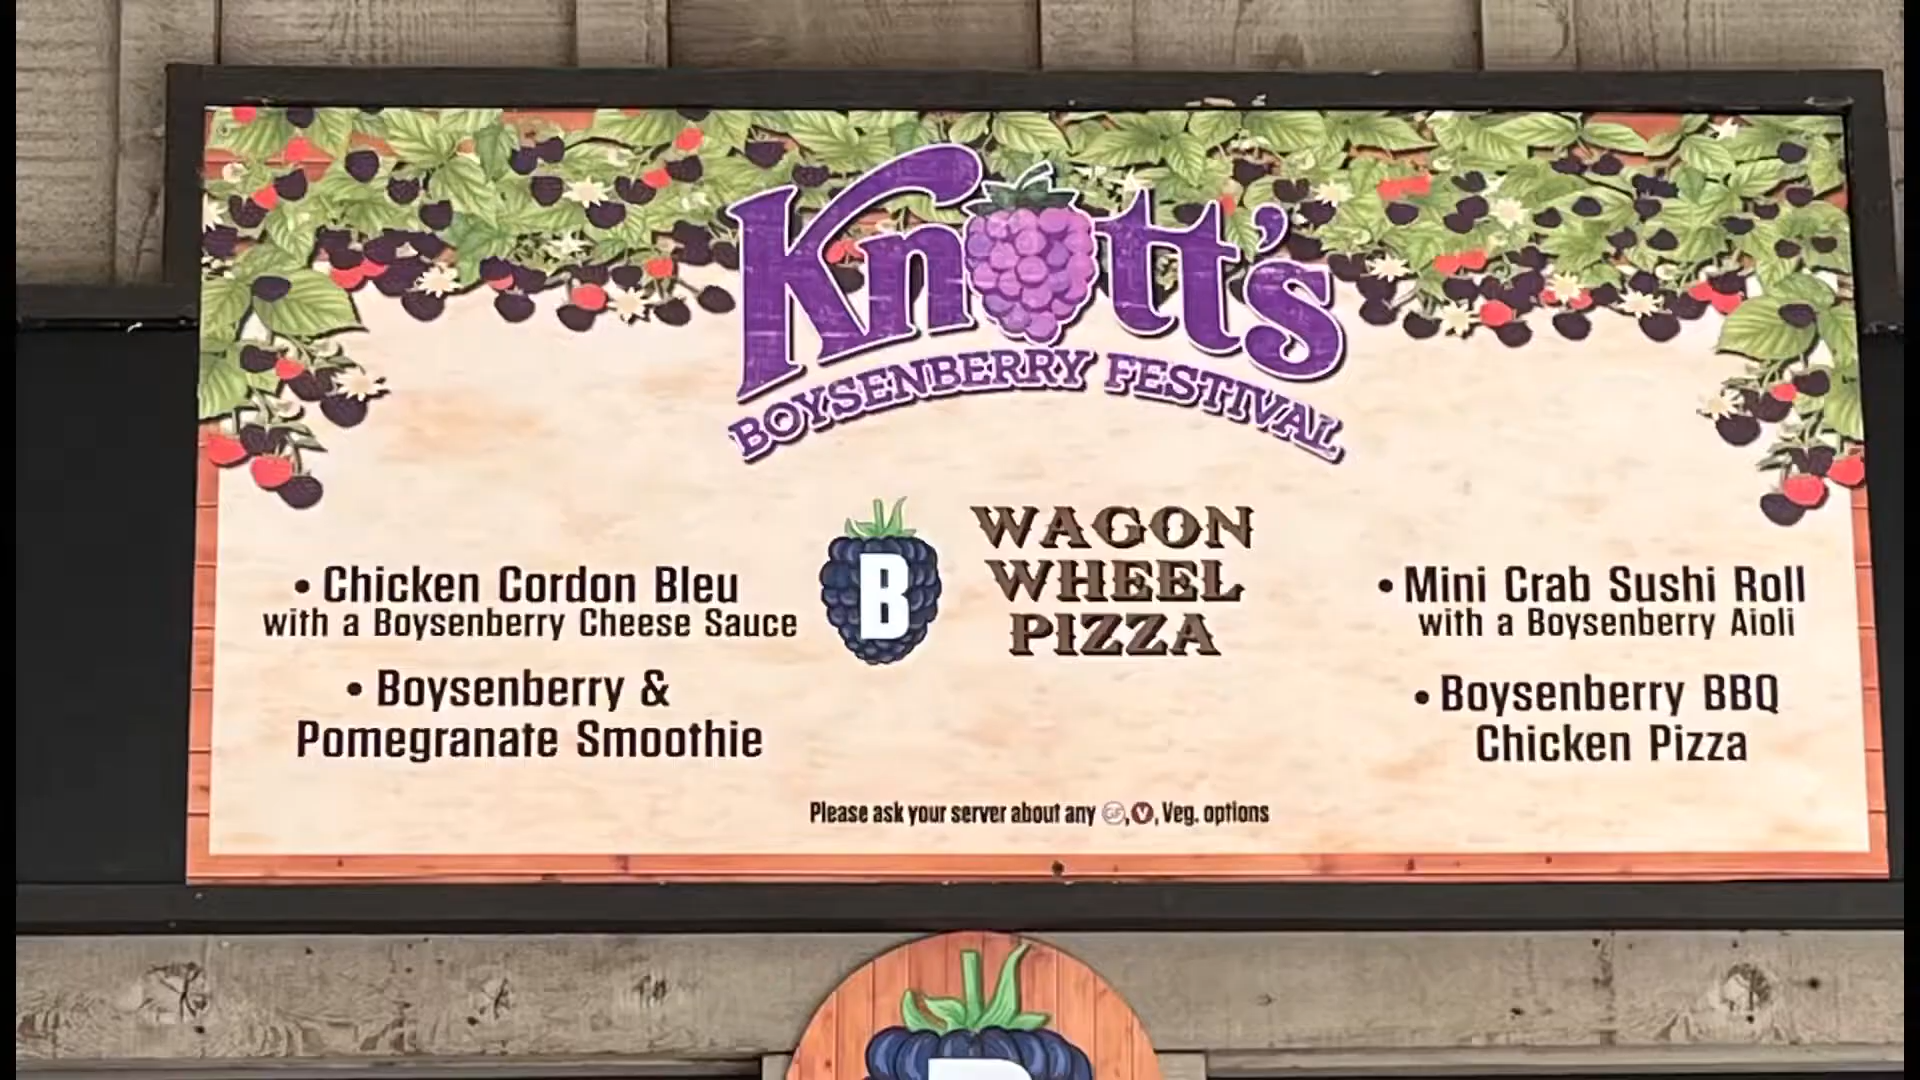 Knott's
BOYSENBERRY FESTIVAL
B
WAGON
WHEEL
PIZZA
• Chicken Cordon Bleu
with a Boysenberry Cheese Sauce
• Boysenberry &
Pomegranate Smoothie
• Mini Crab Sushi Roll
with a Boysenberry Aioli
• Boysenberry BBQ
Chicken Pizza
Please ask your server about any GF, V, Veg. options